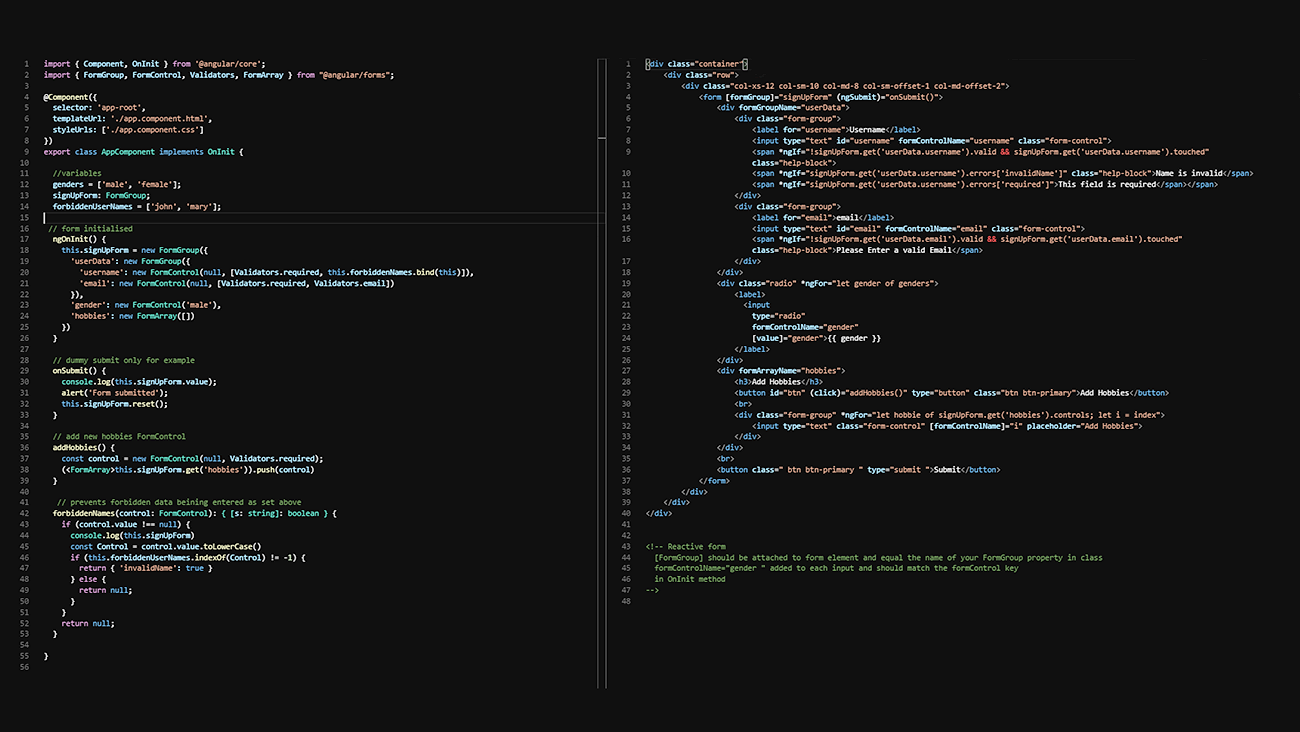 1 import { Component, OnInit } from '@angular/core';
2 import { FormGroup, FormControl, Validators, FormArray } from "@angular/forms";
3
4 @Component({
5 selector: 'app-root',
6 templateUrl: './app.component.html',
7 styleUrls: ['./app.component.css']
8 })
9 export class AppComponent implements OnInit {
10
11 //variables
12 genders = ['male', 'female'];
13 signUpForm: FormGroup;
14 forbiddenUserNames = ['john', 'mary'];
15
16 // form initialised
17 ngOnInit() {
18 this.signUpForm = new FormGroup({
19 'userData': new FormGroup({
20 'username': new FormControl(null, [Validators.required, this.forbiddenNames.bind(this)]),
21 'email': new FormControl(null, [Validators.required, Validators.email])
22 }),
23 'gender': new FormControl('male'),
24 'hobbies': new FormArray([])
25 })
26 }
27
28 // dummy submit only for example
29 onSubmit() {
30 console.log(this.signUpForm.value);
31 alert('Form submitted');
32 this.signUpForm.reset();
33 }
34
35 // add new hobbies FormControl
36 addHobbies() {
37 const control = new FormControl(null, Validators.required);
38 (<FormArray>this.signUpForm.get('hobbies')).push(control)
39 }
40
41 // prevents forbidden data beining entered as set above
42 forbiddenNames(control: FormControl): { [s: string]: boolean } {
43 if (control.value !== null) {
44 console.log(this.signUpForm)
45 const Control = control.value.toLowerCase()
46 if (this.forbiddenUserNames.indexOf(Control) != -1) {
47 return { 'invalidName': true }
48 } else {
49 return null;
50 }
51 }
52 return null;
53 }
54
55 }
56
1 <div class="container">
2 <div class="row">
3 <div class="col-xs-12 col-sm-10 col-md-8 col-sm-offset-1 col-md-offset-2">
4 <form [formGroup]="signUpForm" (ngSubmit)="onSubmit()">
5 <div formGroupName="userData">
6 <div class="form-group">
7 <label for="username">Username</label>
8 <input type="text" id="username" formControlName="username" class="form-control">
9 <span *ngIf="!signUpForm.get('userData.username').valid && signUpForm.get('userData.username').touched"
class="help-block">
10 <span *ngIf="signUpForm.get('userData.username').errors['invalidName']" class="help-block">Name is invalid</span>
11 <span *ngIf="signUpForm.get('userData.username').errors['required']">This field is required</span></span>
12 </div>
13 <div class="form-group">
14 <label for="email">email</label>
15 <input type="text" id="email" formControlName="email" class="form-control">
16 <span *ngIf="!signUpForm.get('userData.email').valid && signUpForm.get('userData.email').touched"
class="help-block">Please Enter a valid Email</span>
17 </div>
18 </div>
19 <div class="radio" *ngFor="let gender of genders">
20 <label>
21 <input
22 type="radio"
23 formControlName="gender"
24 [value]="gender">{{ gender }}
25 </label>
26 </div>
27 <div formArrayName="hobbies">
28 <h3>Add Hobbies</h3>
29 <button id="btn" (click)="addHobbies()" type="button" class="btn btn-primary">Add Hobbies</button>
30 <br>
31 <div class="form-group" *ngFor="let hobbie of signUpForm.get('hobbies').controls; let i = index">
32 <input type="text" class="form-control" [formControlName]="i" placeholder="Add Hobbies">
33 </div>
34 </div>
35 <br>
36 <button class=" btn btn-primary " type="submit ">Submit</button>
37 </form>
38 </div>
39 </div>
40 </div>
41
42
43 <!-- Reactive form
44 [FormGroup] should be attached to form element and equal the name of your FormGroup property in class
45 formControlName="gender " added to each input and should match the formControl key
46 in OnInit method
47 -->
48